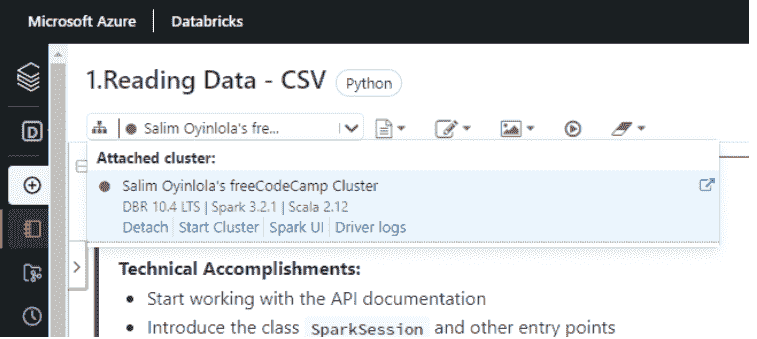 Microsoft Azure Databricks
1.Reading Data - CSV Python
Salim Oyinlola's fre...
Attached cluster:
Salim Oyinlola's freeCodeCamp Cluster
DBR 10.4 LTS | Spark 3.2.1 | Scala 2.12
Detach Start Cluster Spark UI Driver logs
D
Technical Accomplishments:
• Start working with the API documentation
• Introduce the class SparkSession and other entry points